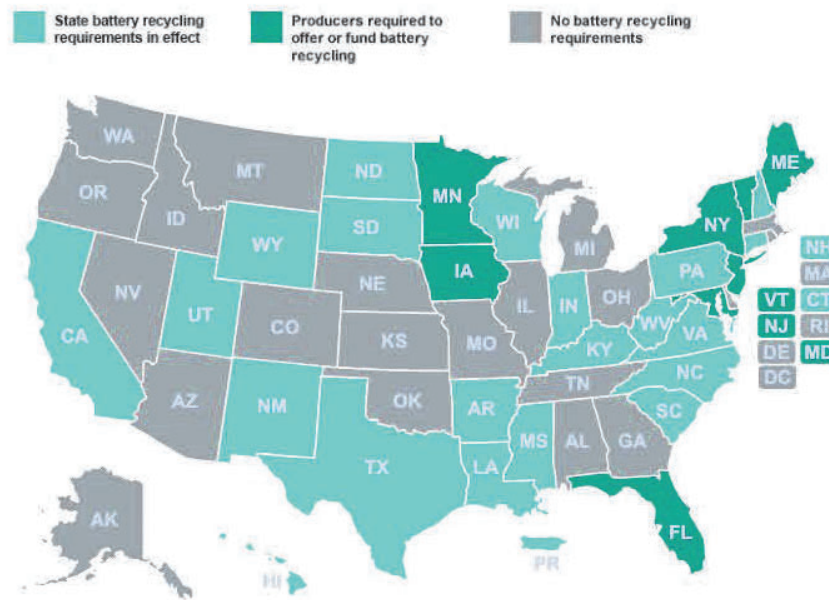 State battery recycling
requirements in effect
Producers required to
offer or fund battery
recycling
No battery recycling
requirements
WA
MT
ND
MN
ME
OR
ID
SD
WI
NY
WY
MI
NH
IA
PA
MA
NE
NV
IL
IN
OH
VT
CT
UT
CO
WV
VA
NJ
RI
CA
KS
MO
KY
DE
MD
NC
DC
TN
AZ
NM
OK
AR
SC
MS
AL
GA
TX
LA
AK
FL
PR
HI